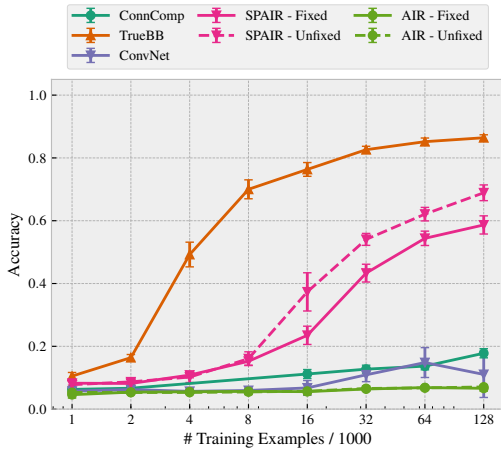 ConnComp
TrueBB
ConvNet
SPAIR - Fixed
SPAIR - Unfixed
AIR - Fixed
AIR - Unfixed
1.0
0.8
0.6
0.4
0.2
0.0
Accuracy
1 2 4 8 16 32 64 128
# Training Examples / 1000